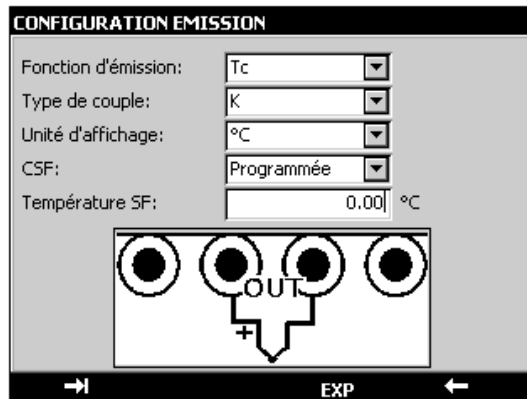 CONFIGURATION EMISSION
Fonction d'émission: Tc
Type de couple: K
Unité d'affichage: °C
CSF: Programmée
Température SF: 0.00 °C
OUT
+
EXP